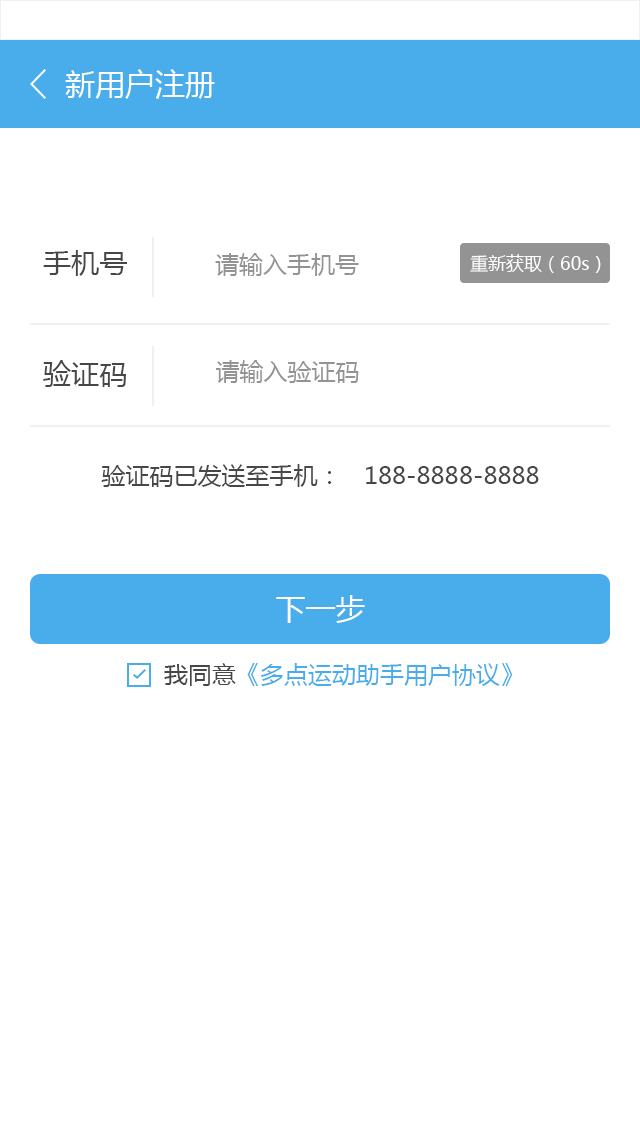 新用户注册
手机号 请输入手机号 重新获取（60s）
验证码 请输入验证码
验证码已发送至手机： 188-8888-8888
下一步
我同意《多点运动助手用户协议》